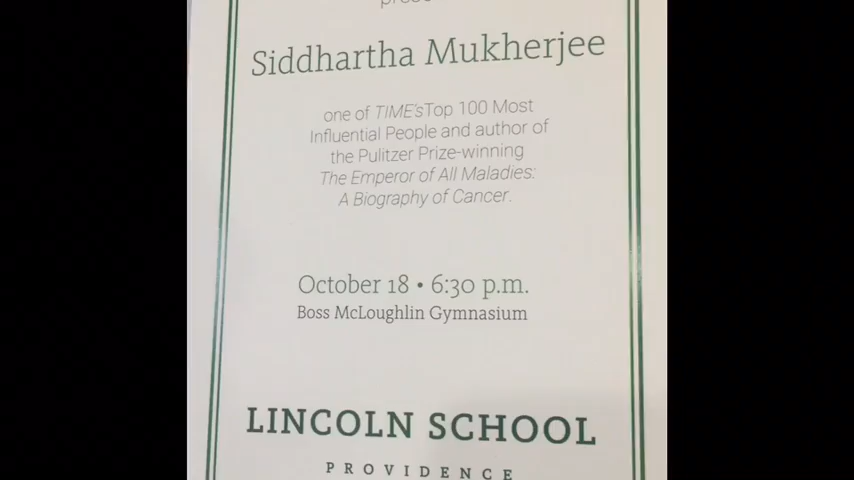 Siddhartha Mukherjee
one of TIME'sTop 100 Most
Influential People and author of
the Pulitzer Prize-winning
The Emperor of All Maladies:
A Biography of Cancer.
October 18 • 6:30 p.m.
Boss McLoughlin Gymnasium
LINCOLN SCHOOL
PROVIDENCE